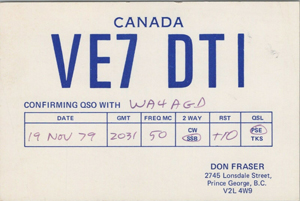 CANADA
VE7 DTI
CONFIRMING QSO WITH WA4AGD
DATE GMT FREQ MC 2 WAY RST QSL
19 NOV 79 2031 50 CW SSB +10 PSE TKS
DON FRASER
2745 Lonsdale Street,
Prince George, B.C.
V2L 4W9